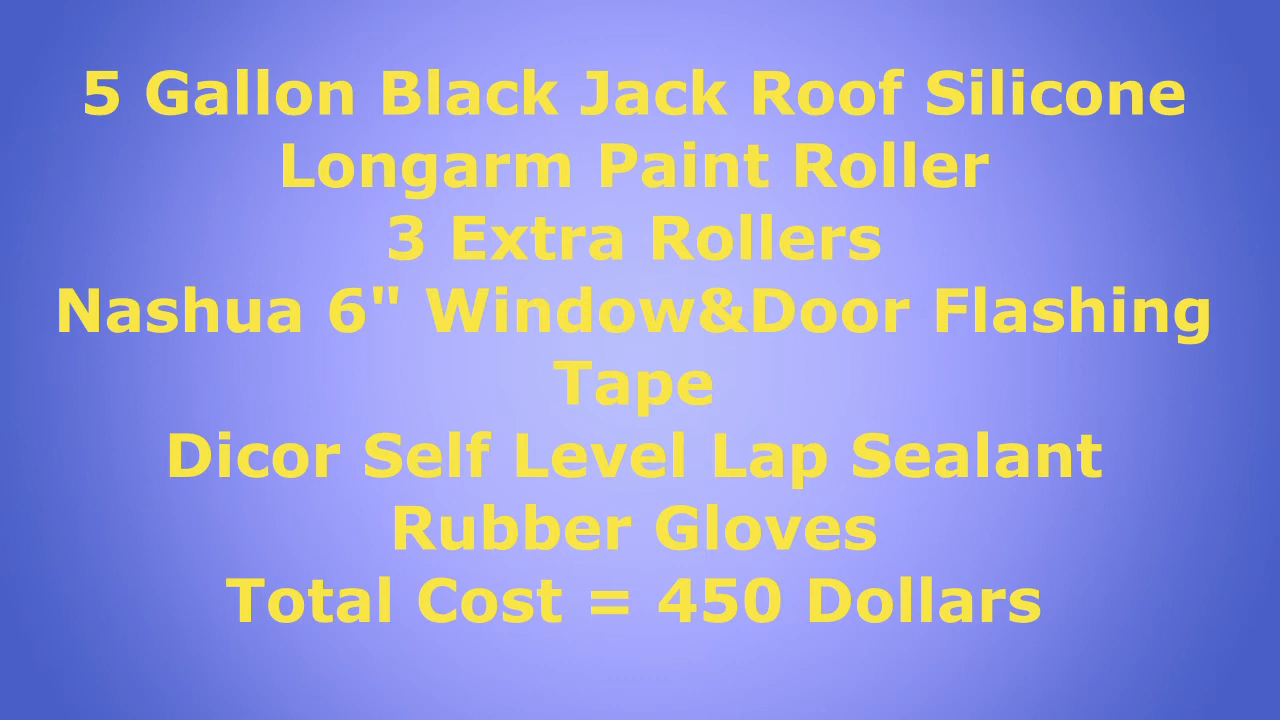 5 Gallon Black Jack Roof Silicone
Longarm Paint Roller
3 Extra Rollers
Nashua 6" Window&Door Flashing
Tape
Dicor Self Level Lap Sealant
Rubber Gloves
Total Cost = 450 Dollars